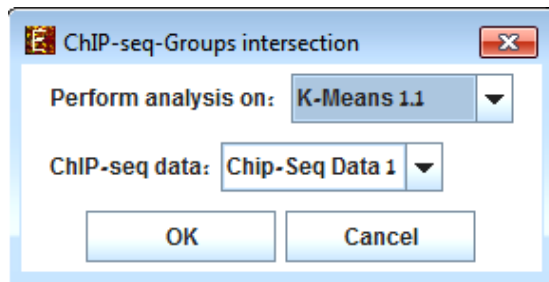 ChIP-seq-Groups intersection
Perform analysis on: K-Means 1.1
ChIP-seq data: Chip-Seq Data 1
OK Cancel